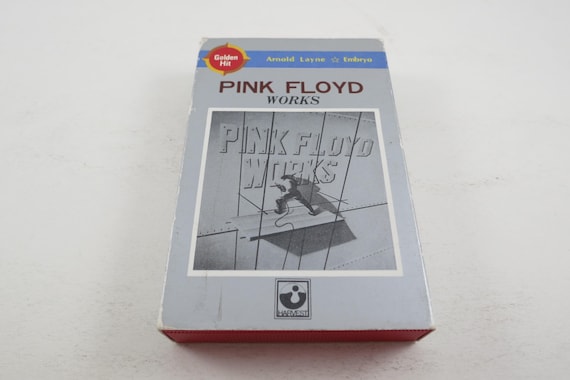 Golden
Hit
Arnold Layne ☆ Embryo
PINK FLOYD
WORKS
PINK FLOYD
WORKS
HARVEST